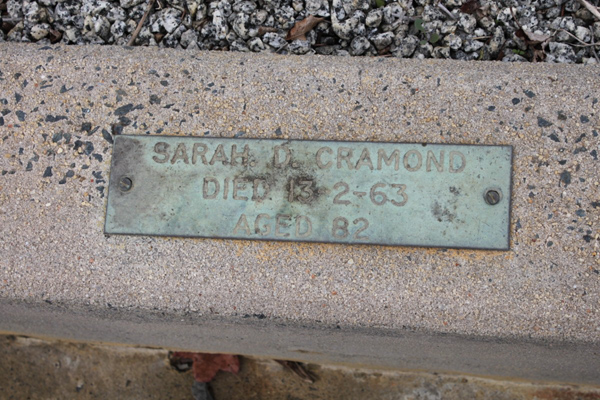 SARAH D. CRAMOND
DIED 13-2-63
AGED 82